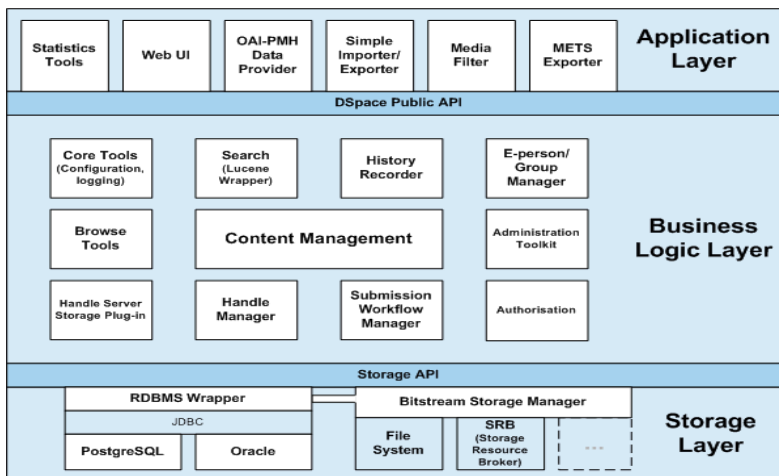 Statistics
Tools
Web UI
OAI-PMH
Data
Provider
Simple
Importer/
Exporter
Media
Filter
METS
Exporter
Application
Layer
DSpace Public API
Core Tools
(Configuration,
logging)
Search
(Lucene
Wrapper)
History
Recorder
E-person/
Group
Manager
Browse
Tools
Content Management
Administration
Toolkit
Business
Logic Layer
Handle Server
Storage Plug-in
Handle
Manager
Submission
Workflow
Manager
Authorisation
Storage API
RDBMS Wrapper
Bitstream Storage Manager
JDBC
PostgreSQL
Oracle
File
System
SRB
(Storage
Resource
Broker)
...
Storage
Layer